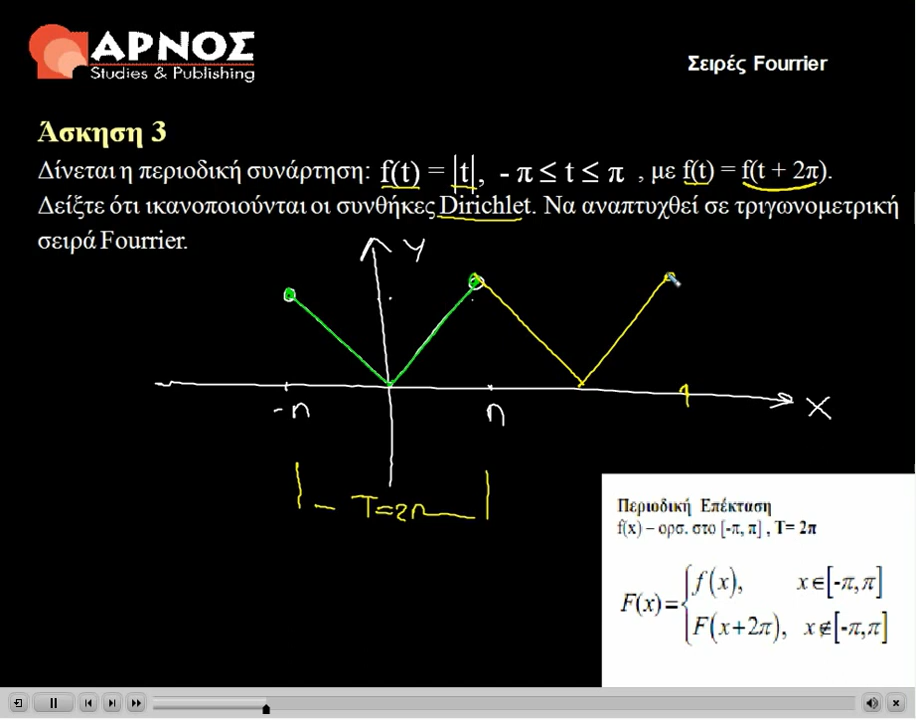 ΑΡΝΟΣ
Studies & Publishing
Σειρές Fourrier
Άσκηση 3
Δίνεται η περιοδική συνάρτηση: f(t) = |t|, - π ≤ t ≤ π , με f(t) = f(t + 2π).
Δείξτε ότι ικανοποιούνται οι συνθήκες Dirichlet. Να αναπτυχθεί σε τριγωνομετρική
σειρά Fourrier.
Y
-π
π
X
T=2π
Περιοδική Επέκταση
f(x) – ορσ. στο [-π, π] , T= 2π
F(x)={f(x), x∈[-π,π]
F(x+2π), x∉[-π,π]